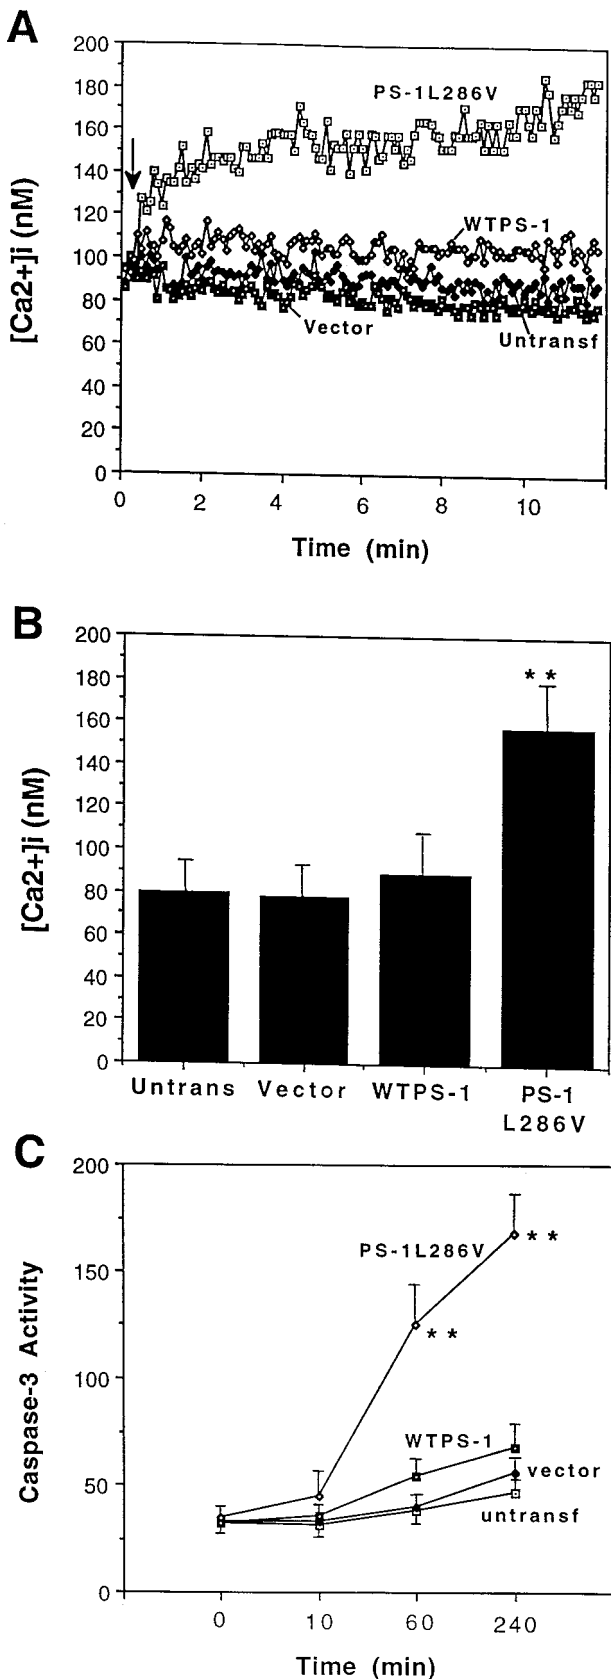 A
200
180
160
140
120
100
80
60
40
20
0
[Ca2+]i (nM)
PS-1L286V
WTPS-1
Vector
Untransf
0 2 4 6 8 10
Time (min)
B
200
180
160
140
120
100
80
60
40
20
0
[Ca2+]i (nM)
* *
Untrans Vector WTPS-1 PS-1
L286V
C
200
150
100
50
0
Caspase-3 Activity
PS-1L286V
* *
* *
WTPS-1
vector
untransf
0 10 60 240
Time (min)